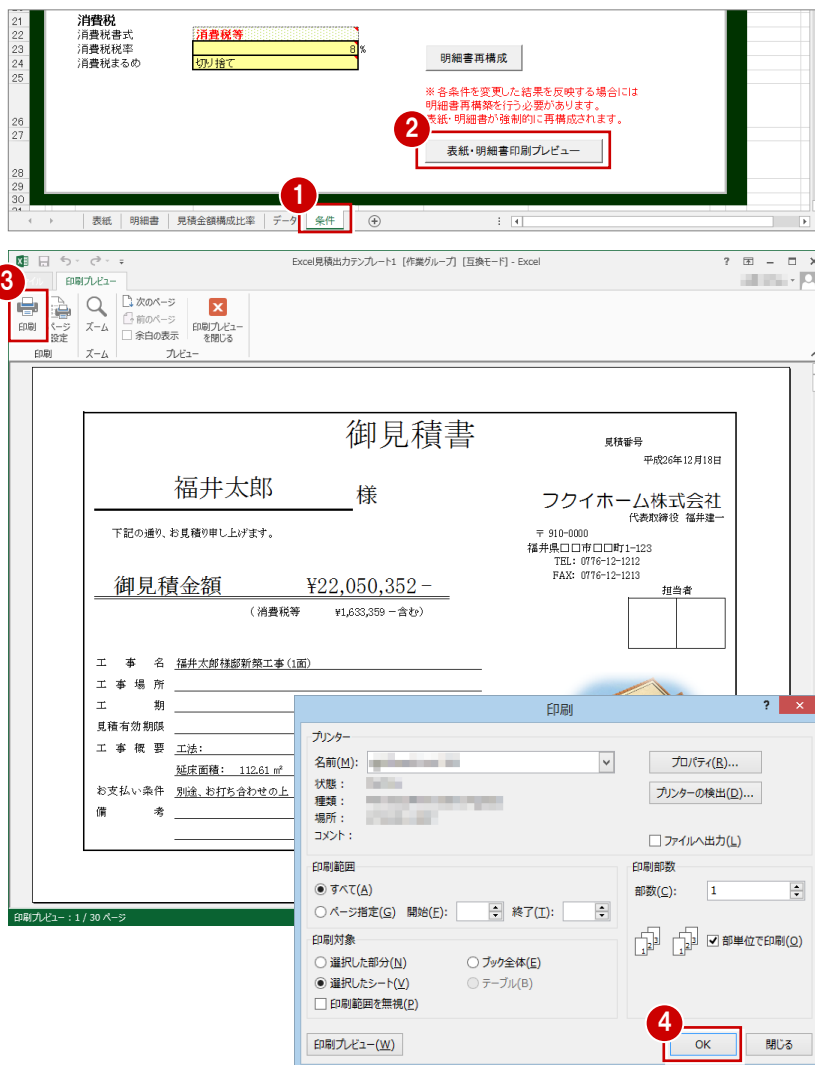 21 消費税
22 消費税書式 消費税等
23 消費税税率 8 %
24 消費税まるめ 切り捨て
明細書再構成
25
※各条件を変更した結果を反映する場合には
明細書再構築を行う必要があります。
26 表紙・明細書が強制的に再構成されます。
2
27
表紙・明細書印刷プレビュー
28
29
30
1
表紙 明細書 見積金額構成比率 データ 条件
Excel見積出力テンプレート1 [作業グループ] [互換モード] - Excel
3
印刷プレビュー
印刷
ページ設定
ズーム
次のページ
前のページ
余白の表示
印刷プレビューを閉じる
印刷 ズーム プレビュー
御見積書
見積番号
平成26年12月18日
福井太郎 様
フクイホーム株式会社
代表取締役 福井建一
下記の通り、お見積り申し上げます。
〒 910-0000
福井県口口市口口町1-123
TEL: 0776-12-1212
FAX: 0776-12-1213
御見積金額 ¥22,050,352-
担当者
(消費税等 ¥1,633,359 -含む)
工事名 福井太郎様邸新築工事(1面)
工事場所
工期
見積有効期限
工事概要 工法:
延床面積: 112.61 ㎡
お支払い条件 別途、お打ち合わせの上
備考
印刷プレビュー : 1 / 30 ページ
印刷
? ×
プリンター
名前(M):
プロパティ(R)...
状態:
プリンターの検出(D)...
種類:
場所:
コメント:
ファイルへ出力(L)
印刷範囲
すべて(A)
ページ指定(G) 開始(F): 終了(T):
印刷部数
部数(C): 1
部単位で印刷(O)
印刷対象
選択した部分(N) ブック全体(E)
選択したシート(V) テーブル(B)
印刷範囲を無視(P)
4
印刷プレビュー(W) OK 閉じる